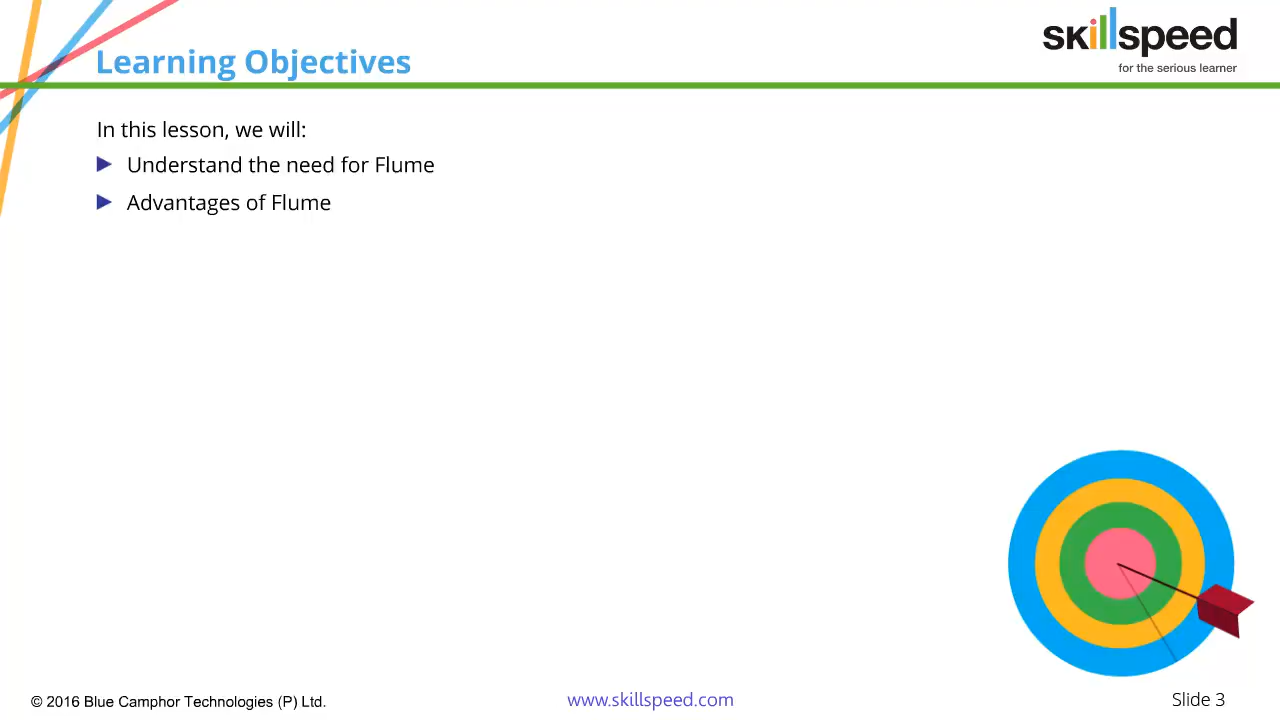 Learning Objectives
skillspeed
for the serious learner
In this lesson, we will:
Understand the need for Flume
Advantages of Flume
© 2016 Blue Camphor Technologies (P) Ltd.
www.skillspeed.com
Slide 3